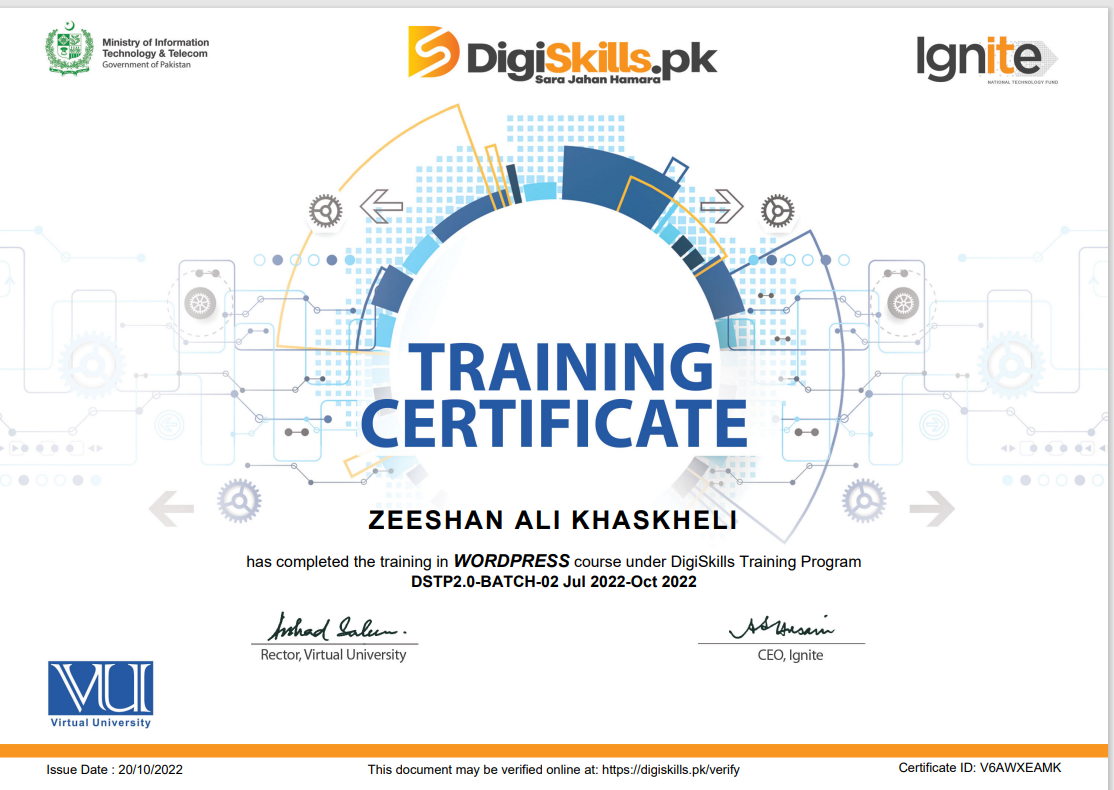 Ministry of Information
Technology & Telecom
Government of Pakistan
DigiSkills.pk
Sara Jahan Hamara
Ignite
NATIONAL TECHNOLOGY FUND
TRAINING
CERTIFICATE
ZEESHAN ALI KHASKHELI
has completed the training in WORDPRESS course under DigiSkills Training Program
DSTP2.0-BATCH-02 Jul 2022-Oct 2022
Rector, Virtual University
CEO, Ignite
VU
Virtual University
Issue Date : 20/10/2022
This document may be verified online at: https://digiskills.pk/verify
Certificate ID: V6AWXEAMK